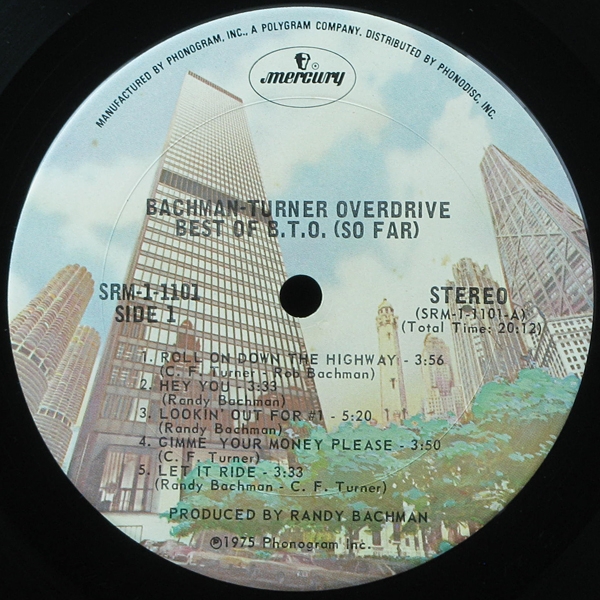 MANUFACTURED BY PHONOGRAM, INC., A POLYGRAM COMPANY. DISTRIBUTED BY PHONODISC, INC.
mercury
BACHMAN-TURNER OVERDRIVE
BEST OF B.T.O. (SO FAR)
SRM-1-1101
SIDE 1
STEREO
(SRM-1-1101-A)
(Total Time: 20:12)
1. ROLL ON DOWN THE HIGHWAY - 3:56
(C. F. Turner - Rob Bachman)
2. HEY YOU - 3:33
(Randy Bachman)
3. LOOKIN' OUT FOR #1 - 5:20
(Randy Bachman)
4. GIMME YOUR MONEY PLEASE - 3:50
(C. F. Turner)
5. LET IT RIDE - 3:33
(Randy Bachman - C. F. Turner)
PRODUCED BY RANDY BACHMAN
℗1975 Phonogram Inc.